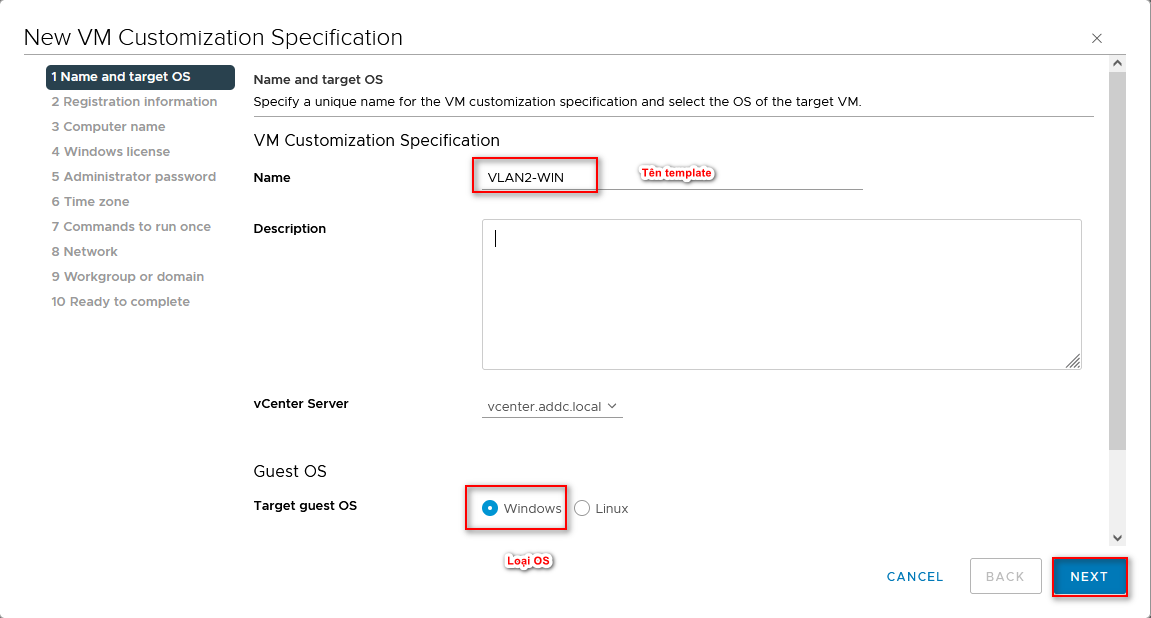 New VM Customization Specification
1 Name and target OS
2 Registration information
3 Computer name
4 Windows license
5 Administrator password
6 Time zone
7 Commands to run once
8 Network
9 Workgroup or domain
10 Ready to complete
Name and target OS
Specify a unique name for the VM customization specification and select the OS of the target VM.
VM Customization Specification
Name
VLAN2-WIN
Tên template
Description
vCenter Server
vcenter.addc.local
Guest OS
Target guest OS
Windows
Linux
Loại OS
CANCEL
BACK
NEXT